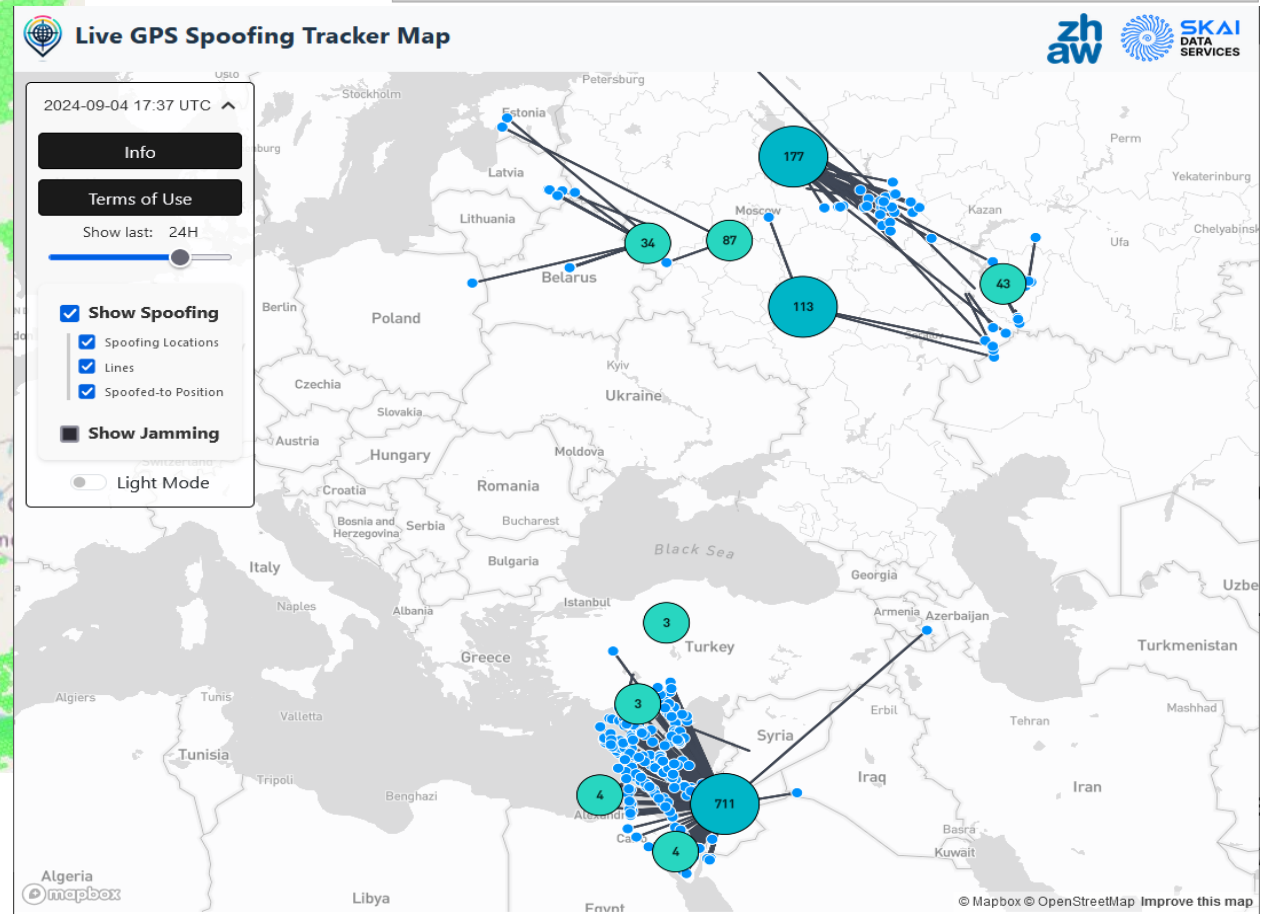 Live GPS Spoofing Tracker Map
zh
aw
SKAI
DATA
SERVICES
2024-09-04 17:37 UTC
Info
Terms of Use
Show last: 24H
Show Spoofing
Spoofing Locations
Lines
Spoofed-to Position
Show Jamming
Light Mode
Oslo
Stockholm
Petersburg
Estonia
177
Perm
Latvia
Yekaterinburg
Moscow
Kazan
Lithuania
34
87
Ufa
Chelyabinsk
Belarus
43
Berlin
113
Poland
Kyiv
Czechia
Ukraine
Slovakia
Austria
Hungary
Moldova
Switzerland
Croatia
Romania
Bosnia and
Herzegovina
Serbia
Bucharest
Black Sea
Bulgaria
Italy
Georgia
Uzbe
Istanbul
Naples
Albania
Armenia
Azerbaijan
3
Turkey
Turkmenistan
Greece
Algiers
Tunis
3
Erbil
Mashhad
Valletta
Syria
Tehran
Tunisia
Tripoli
Iraq
Iran
Benghazi
4
711
Alexandri
Basra
Ca
4
Kuwait
Algeria
mapbox
Libya
Egypt
© Mapbox © OpenStreetMap Improve this map